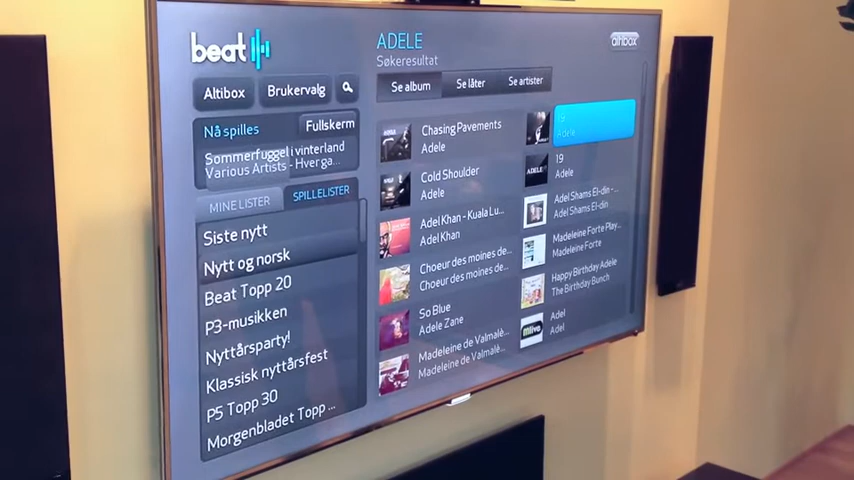 beat
Altibox
Brukervalg
Nå spilles
Fullskerm
Sommerfuggel i vinterland
Various Artists - Hverga...
MINE LISTER
SPILLELISTER
Siste nytt
Nytt og norsk
Beat Topp 20
P3-musikken
Nyttårsparty!
Klassisk nyttårsfest
P5 Topp 30
Morgenbladet Topp ...
ADELE
Søkeresultat
altibox
Se album
Se låter
Se artister
Chasing Pavements
Adele
Cold Shoulder
Adele
Adel Khan - Kuala Lu...
Adel Khan
Choeur des moines de...
Choeur des moines de...
So Blue
Adele Zane
Madeleine de Valmalè...
Madeleine de Valmalè...
19
Adele
ADELE
19
Adele
Adel Shams El-din -...
Adel Shams El-din
Madeleine Forte Play...
Madeleine Forte
Happy Birthday Adele
The Birthday Bunch
Mliva
Adel
Adel